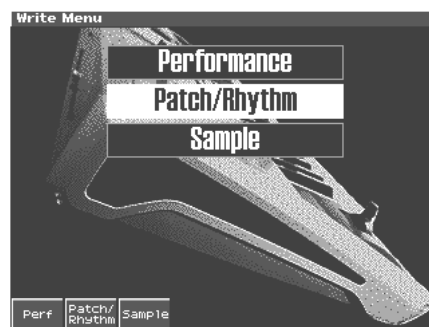 Write Menu
Performance
Patch/Rhythm
Sample
Perf
Patch/
Rhythm
Sample